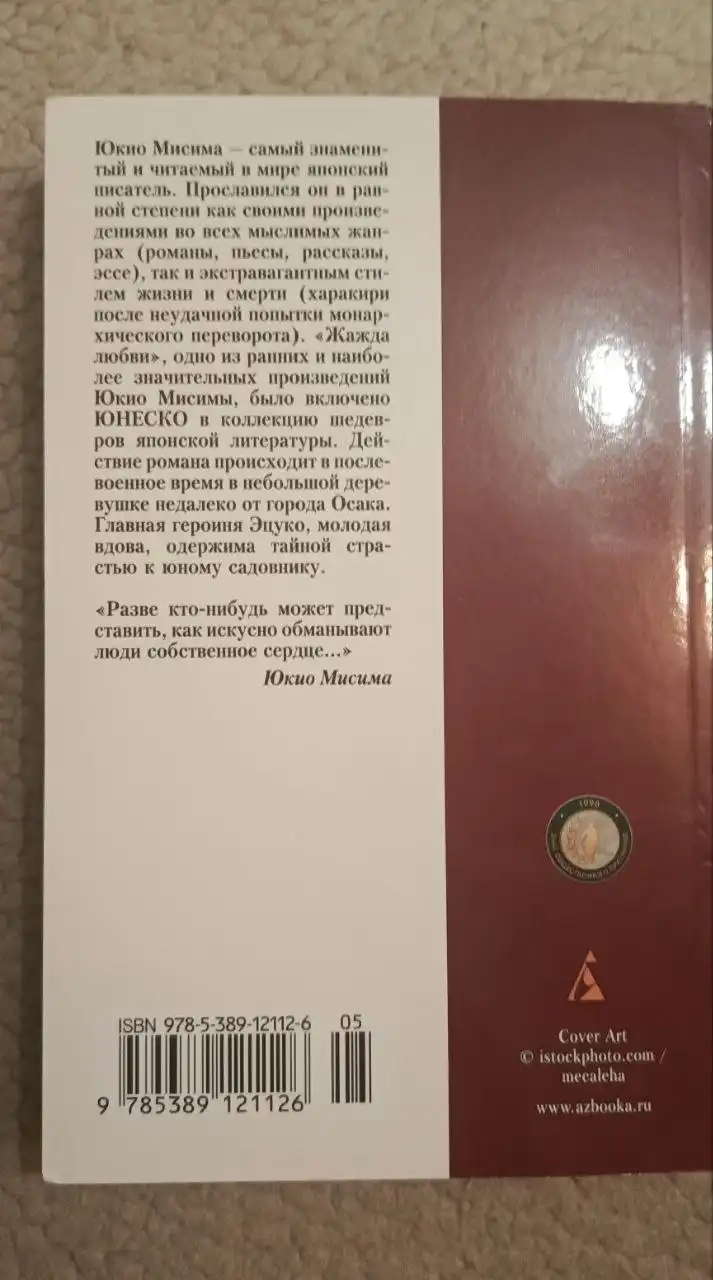 Юкио Мисима — самый знамени-
тый и читаемый в мире японский
писатель. Прославился он в рав-
ной степени как своими произве-
дениями во всех мыслимых жан-
рах (романы, пьесы, рассказы,
эссе), так и экстравагантным сти-
лем жизни и смерти (харакири
после неудачной попытки монар-
хического переворота). «Жажда
любви», одно из ранних и наибо-
лее значительных произведений
Юкио Мисимы, было включено
ЮНЕСКО в коллекцию шедев-
ров японской литературы. Дей-
ствие романа происходит в после-
военное время в небольшой дере-
вушке недалеко от города Осака.
Главная героиня Эцуко, молодая
вдова, одержима тайной стра-
стью к юному садовнику.
«Разве кто-нибудь может пред-
ставить, как искусно обманывают
люди собственное сердце...»
Юкио Мисима
ISBN 978-5-389-12112-6 05
9 785389 121126
1998
Cover Art
© istockphoto.com /
mecaleha
www.azbooka.ru